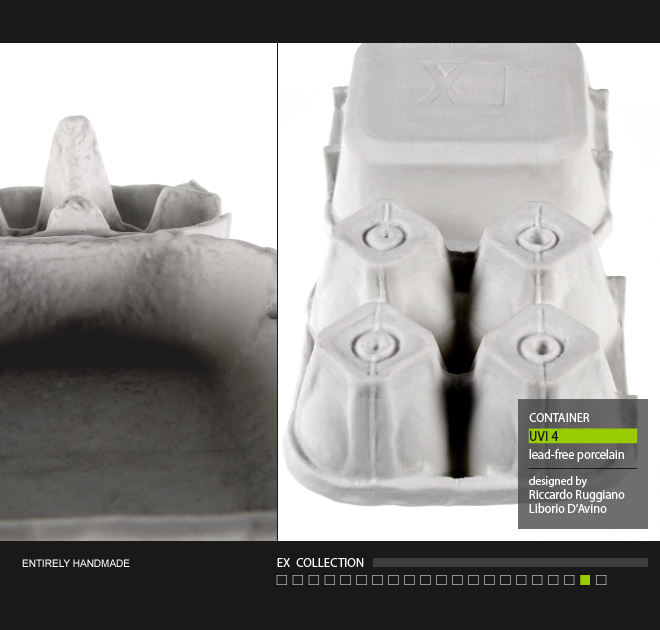 EX
CONTAINER
UVI 4
lead-free porcelain
designed by
Riccardo Ruggiano
Liborio D'Avino
ENTIRELY HANDMADE
EX COLLECTION